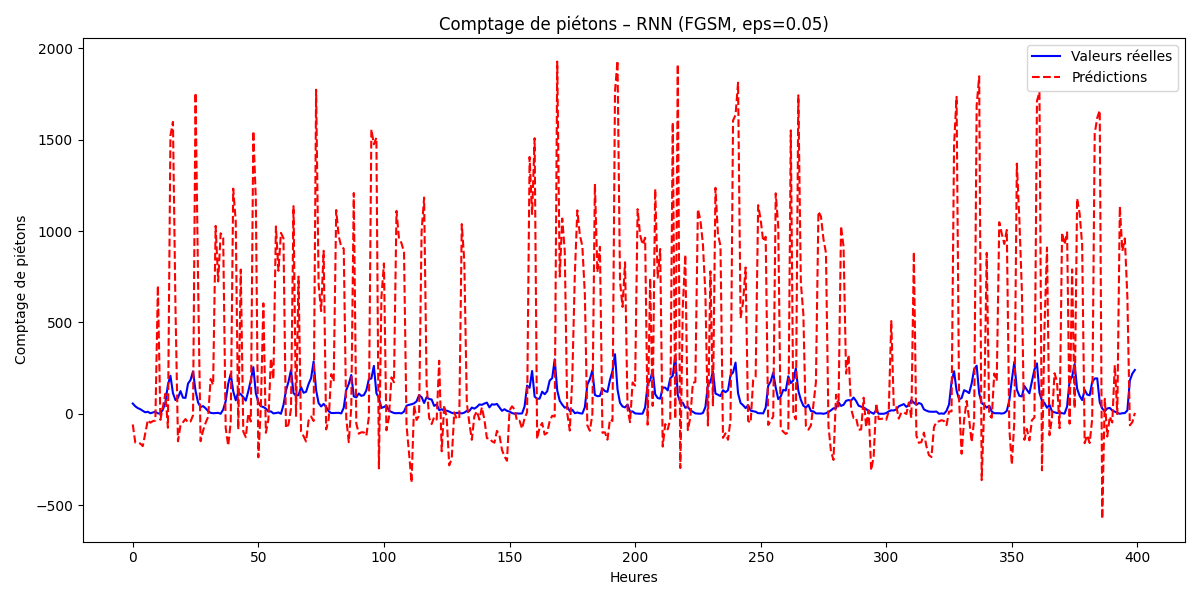 Comptage de piétons – RNN (FGSM, eps=0.05)
Valeurs réelles
Prédictions
2000
1500
1000
500
0
−500
Comptage de piétons
0 50 100 150 200 250 300 350 400
Heures